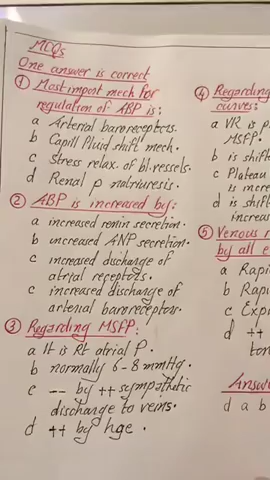 MCQs
One answer is correct
① Most import mech for
regulation of ABP is:
a Arterial baroreceptors.
b Capill Fluid shift mech.
c Stress relax. of bl.vessels.
d Renal p natriuresis.
② ABP is increased by:
a increased renin secretion.
b increased ANP secretion.
c increased discharge of
atrial receptors.
c increased discharge of
arterial baroreceptors.
③ Regarding MSFP:
a It is Rt atrial P.
b normally 6-8 mmHg.
c -- by ++ sympathetic
discharge to veins.
d ++ by hge.
④ Regarding
curves
a VR is p
MSFP.
b is shift
c Plateau
is incre
d is shift
increas
⑤ Venous r
by all e
a Rapi
b Rapi
c Exp
d ++
ton
Answe
d a b